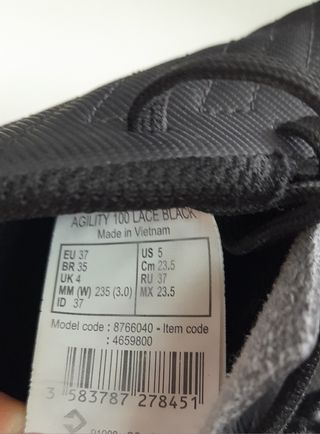 AGILITY 100 LACE BLACK
Made in Vietnam
EU 37 US 5
BR 35 Cm 23.5
UK 4 RU 37
MM (W) 235 (3.0) MX 23.5
ID 37
Model code : 8766040 - Item code
: 4659800
3 583787 278451